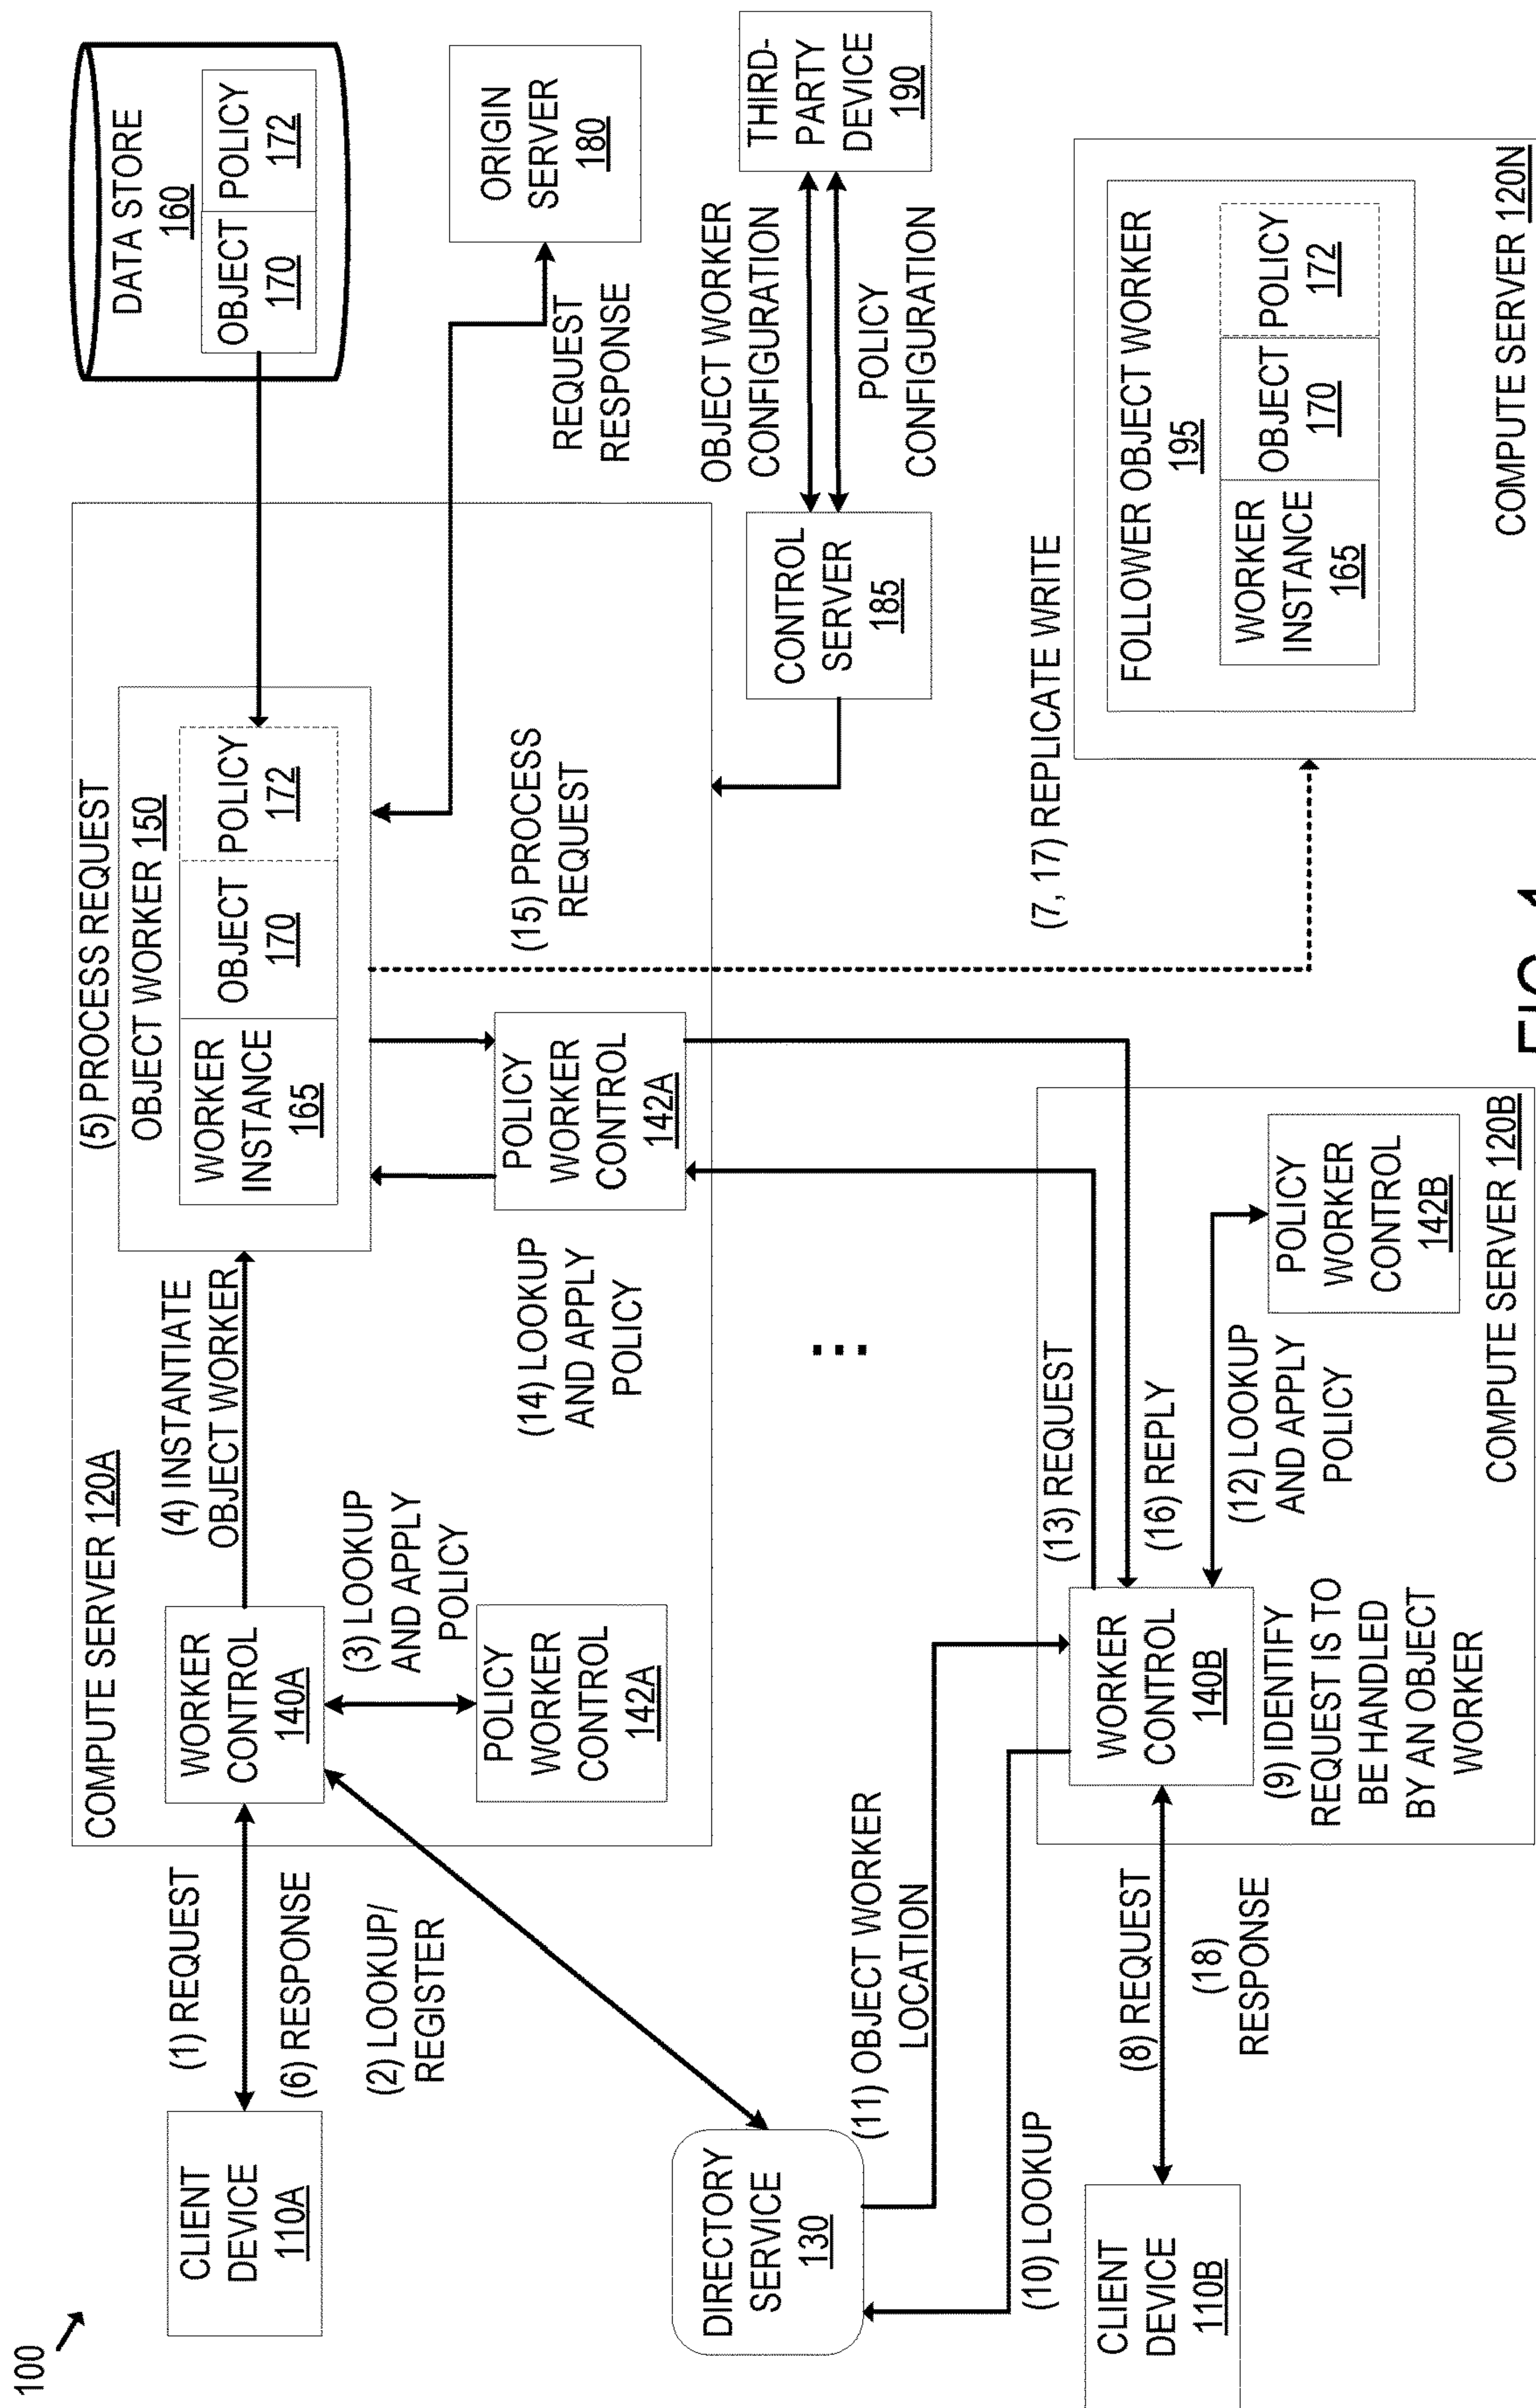 100
CLIENT
DEVICE
110A
(1) REQUEST
(6) RESPONSE
(2) LOOKUP/
REGISTER
COMPUTE SERVER 120A
WORKER
CONTROL
140A
(3) LOOKUP
AND APPLY
POLICY
POLICY
WORKER
CONTROL
142A
(4) INSTANTIATE
OBJECT WORKER
(5) PROCESS REQUEST
OBJECT WORKER 150
WORKER
INSTANCE
165
OBJECT
170
POLICY
172
DATA STORE
160
OBJECT
170
POLICY
172
(14) LOOKUP
AND APPLY
POLICY
POLICY
WORKER
CONTROL
142A
(15) PROCESS
REQUEST
REQUEST
RESPONSE
ORIGIN
SERVER
180
CONTROL
SERVER
185
OBJECT WORKER
CONFIGURATION
POLICY
CONFIGURATION
THIRD-
PARTY
DEVICE
190
DIRECTORY
SERVICE
130
(11) OBJECT WORKER
LOCATION
(10) LOOKUP
CLIENT
DEVICE
110B
(8) REQUEST
(18)
RESPONSE
(13) REQUEST
(16) REPLY
WORKER
CONTROL
140B
(9) IDENTIFY
REQUEST IS TO
BE HANDLED
BY AN OBJECT
WORKER
(12) LOOKUP
AND APPLY
POLICY
POLICY
WORKER
CONTROL
142B
COMPUTE SERVER 120B
(7, 17) REPLICATE WRITE
FOLLOWER OBJECT WORKER
195
WORKER
INSTANCE
165
OBJECT
170
POLICY
172
COMPUTE SERVER 120N
FIG. 1